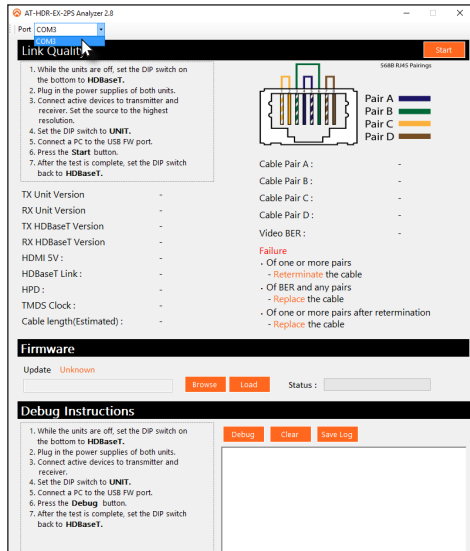 AT-HDR-EX-2PS Analyzer 2.8
Port COM3
COM3
Link Quality
Start
1. While the units are off, set the DIP switch on
the bottom to HDBaseT.
2. Plug in the power supplies of both units.
3. Connect active devices to transmitter and
receiver. Set the source to the highest
resolution.
4. Set the DIP switch to UNIT.
5. Connect a PC to the USB FW port.
6. Press the Start button.
7. After the test is complete, set the DIP switch
back to HDBaseT.
568B RJ45 Pairings
Pair A
Pair B
Pair C
Pair D
Cable Pair A : -
Cable Pair B : -
Cable Pair C : -
Cable Pair D : -
Video BER : -
TX Unit Version -
RX Unit Version -
TX HDBaseT Version -
RX HDBaseT Version -
HDMI 5V : -
HDBaseT Link : -
HPD : -
TMDS Clock : -
Cable length(Estimated) : -
Failure
• Of one or more pairs
- Reterminate the cable
• Of BER and any pairs
- Replace the cable
• Of one or more pairs after retermination
- Replace the cable
Firmware
Update Unknown
Browse Load Status :
Debug Instructions
1. While the units are off, set the DIP switch on
the bottom to HDBaseT.
2. Plug in the power supplies of both units.
3. Connect active devices to transmitter and
receiver.
4. Set the DIP switch to UNIT.
5. Connect a PC to the USB FW port.
6. Press the Debug button.
7. After the test is complete, set the DIP switch
back to HDBaseT.
Debug Clear Save Log